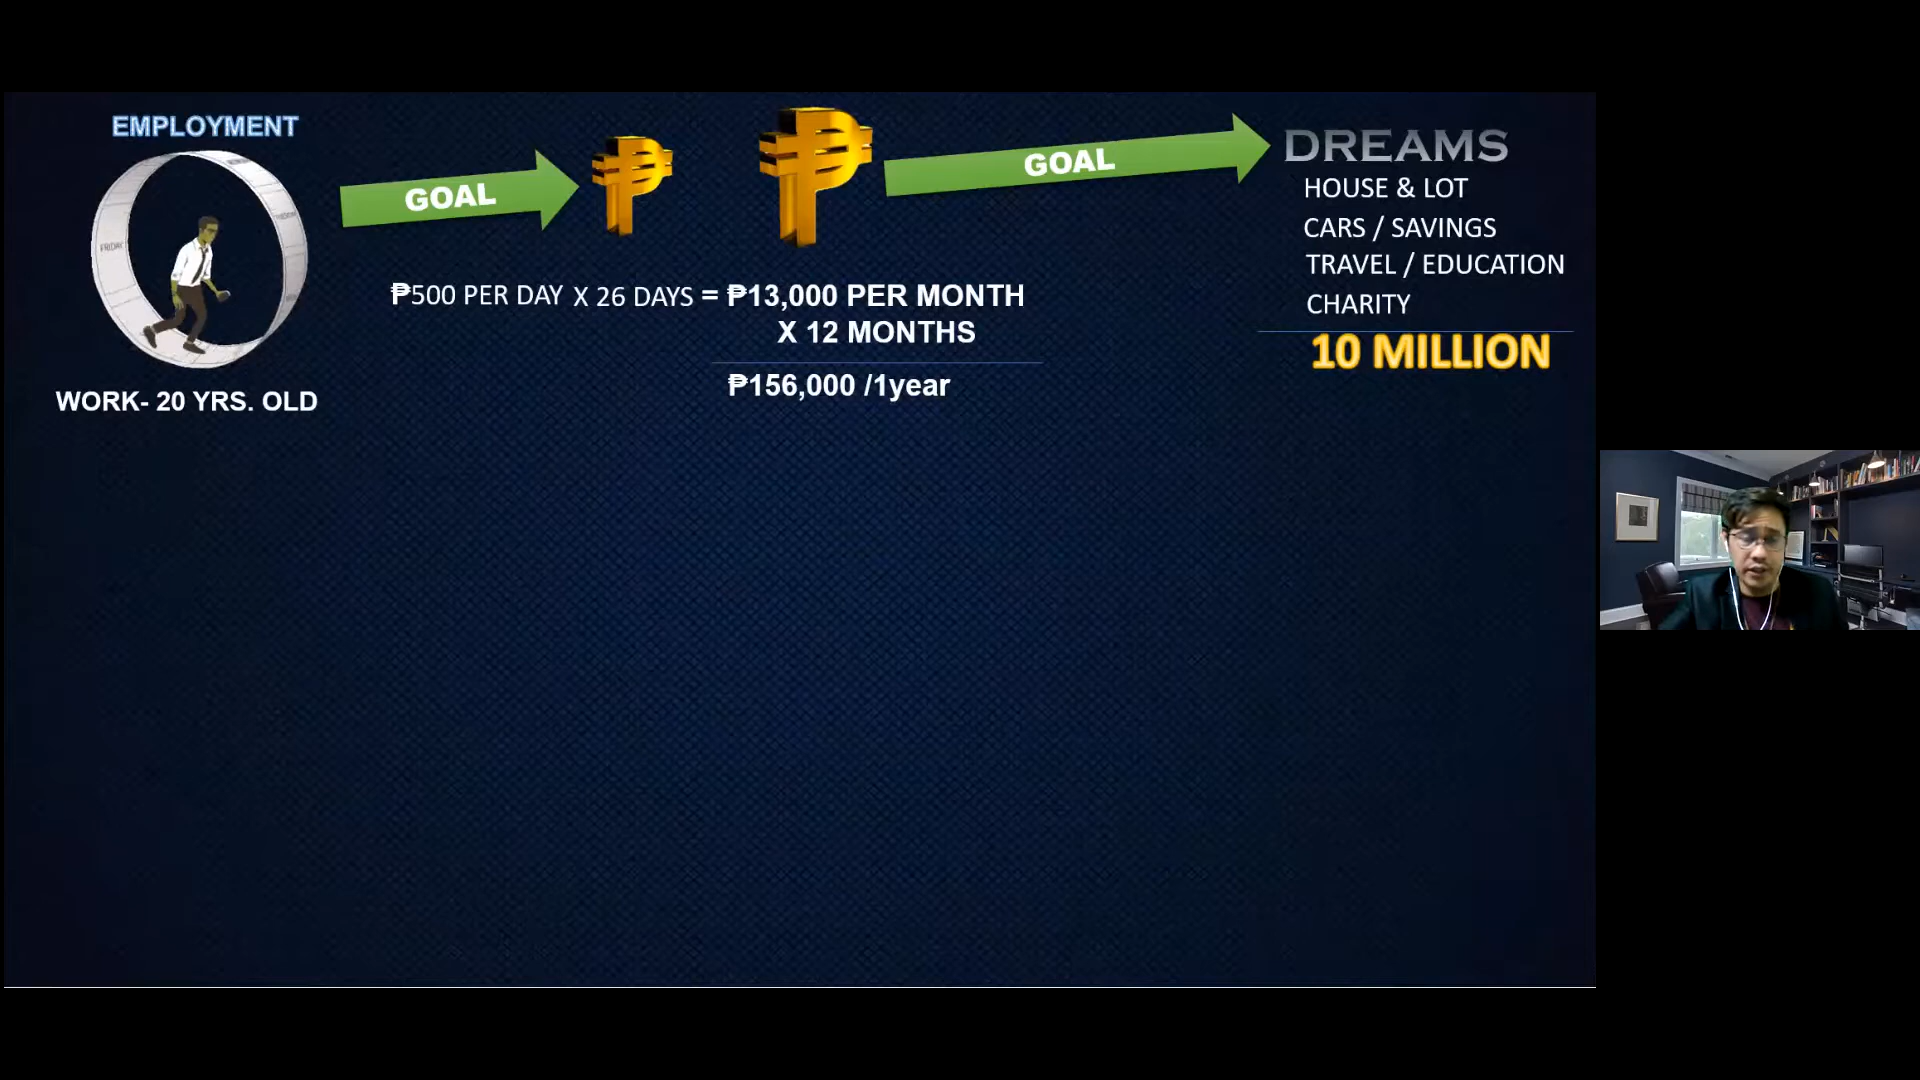 EMPLOYMENT
GOAL
GOAL
DREAMS
HOUSE & LOT
CARS / SAVINGS
TRAVEL / EDUCATION
CHARITY
10 MILLION
FRIDAY
₱500 PER DAY X 26 DAYS = ₱13,000 PER MONTH
X 12 MONTHS
₱156,000 /1year
WORK- 20 YRS. OLD